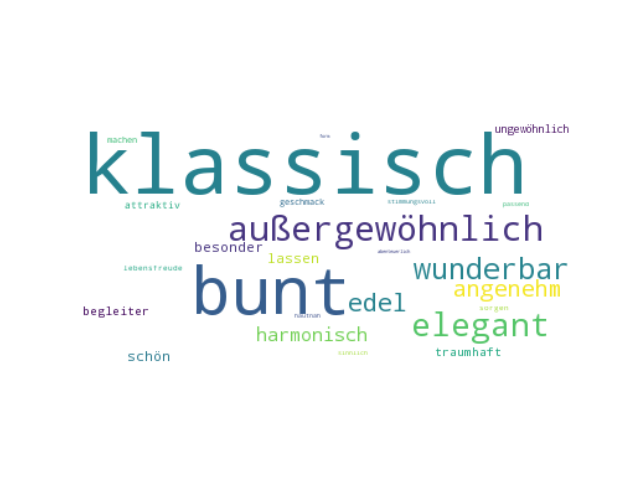 ungewöhnlich
machen
klassisch
attraktiv
geschmack
stimmungsvoll
passend
außergewöhnlich
besonder
abenteuerlich
lassen
wunderbar
lebensfreude
bunt
angenehm
edel
sorgen
begleiter
hautnah
elegant
harmonisch
traumhaft
sinnlich
schön